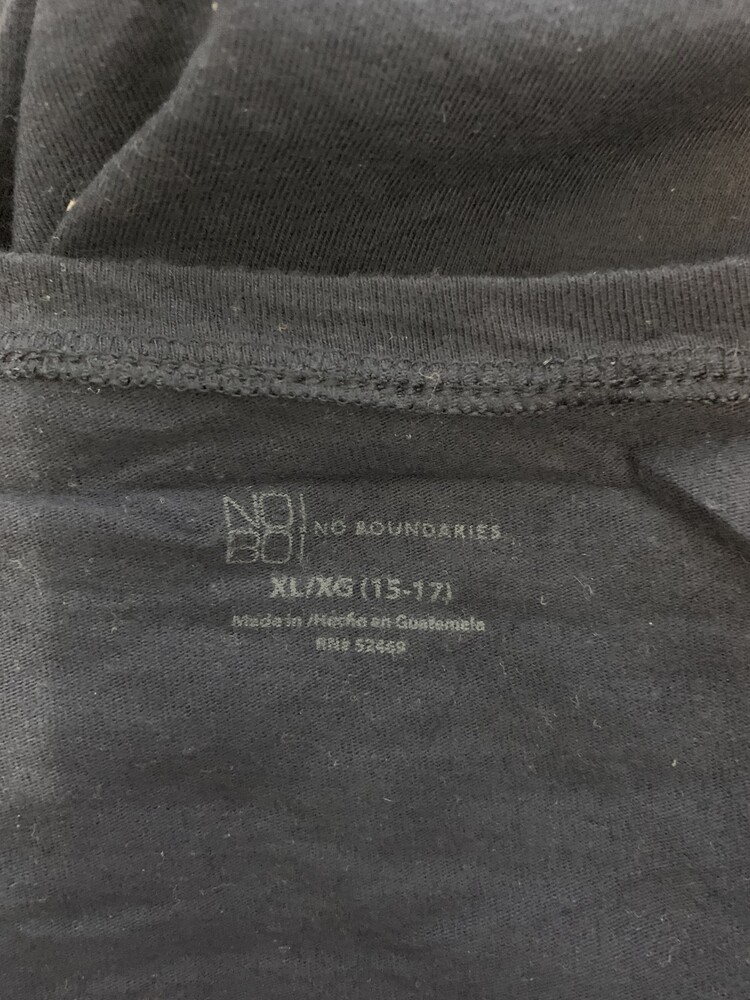 NO
BO
NO BOUNDARIES
XL/XG (15-17)
Made in /Hecho en Guatemala
RN# 52469